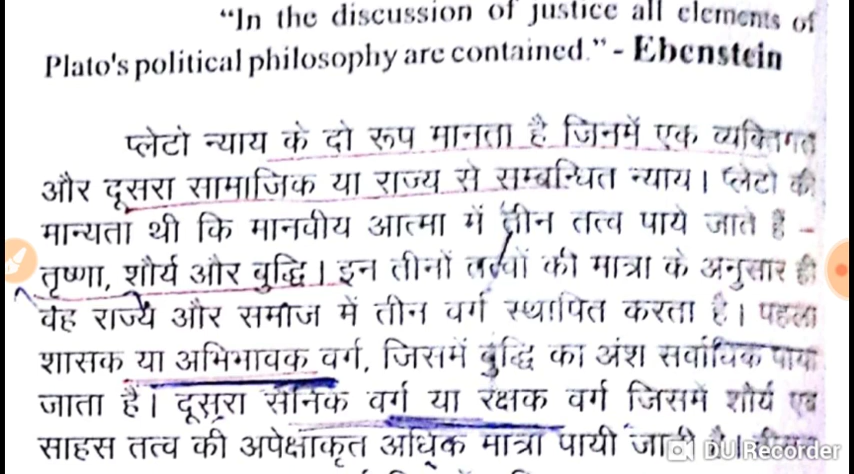 “In the discussion of justice all elements of
Plato's political philosophy are contained.” - Ebenstein
प्लेटो न्याय के दो रूप मानता है जिनमें एक व्यक्तिगत
और दूसरा सामाजिक या राज्य से सम्बन्धित न्याय। प्लेटो की
मान्यता थी कि मानवीय आत्मा में तीन तत्व पाये जाते हैं –
तृष्णा, शौर्य और बुद्धि। इन तीनों तत्वों की मात्रा के अनुसार ही
वह राज्य और समाज में तीन वर्ग स्थापित करता है। पहला
शासक या अभिभावक वर्ग, जिसमें बुद्धि का अंश सर्वाधिक पाया
जाता है। दूसरा सैनिक वर्ग या रक्षक वर्ग जिसमें शौर्य एवं
साहस तत्व की अपेक्षाकृत अधिक मात्रा पायी जाती है।
DU Recorder